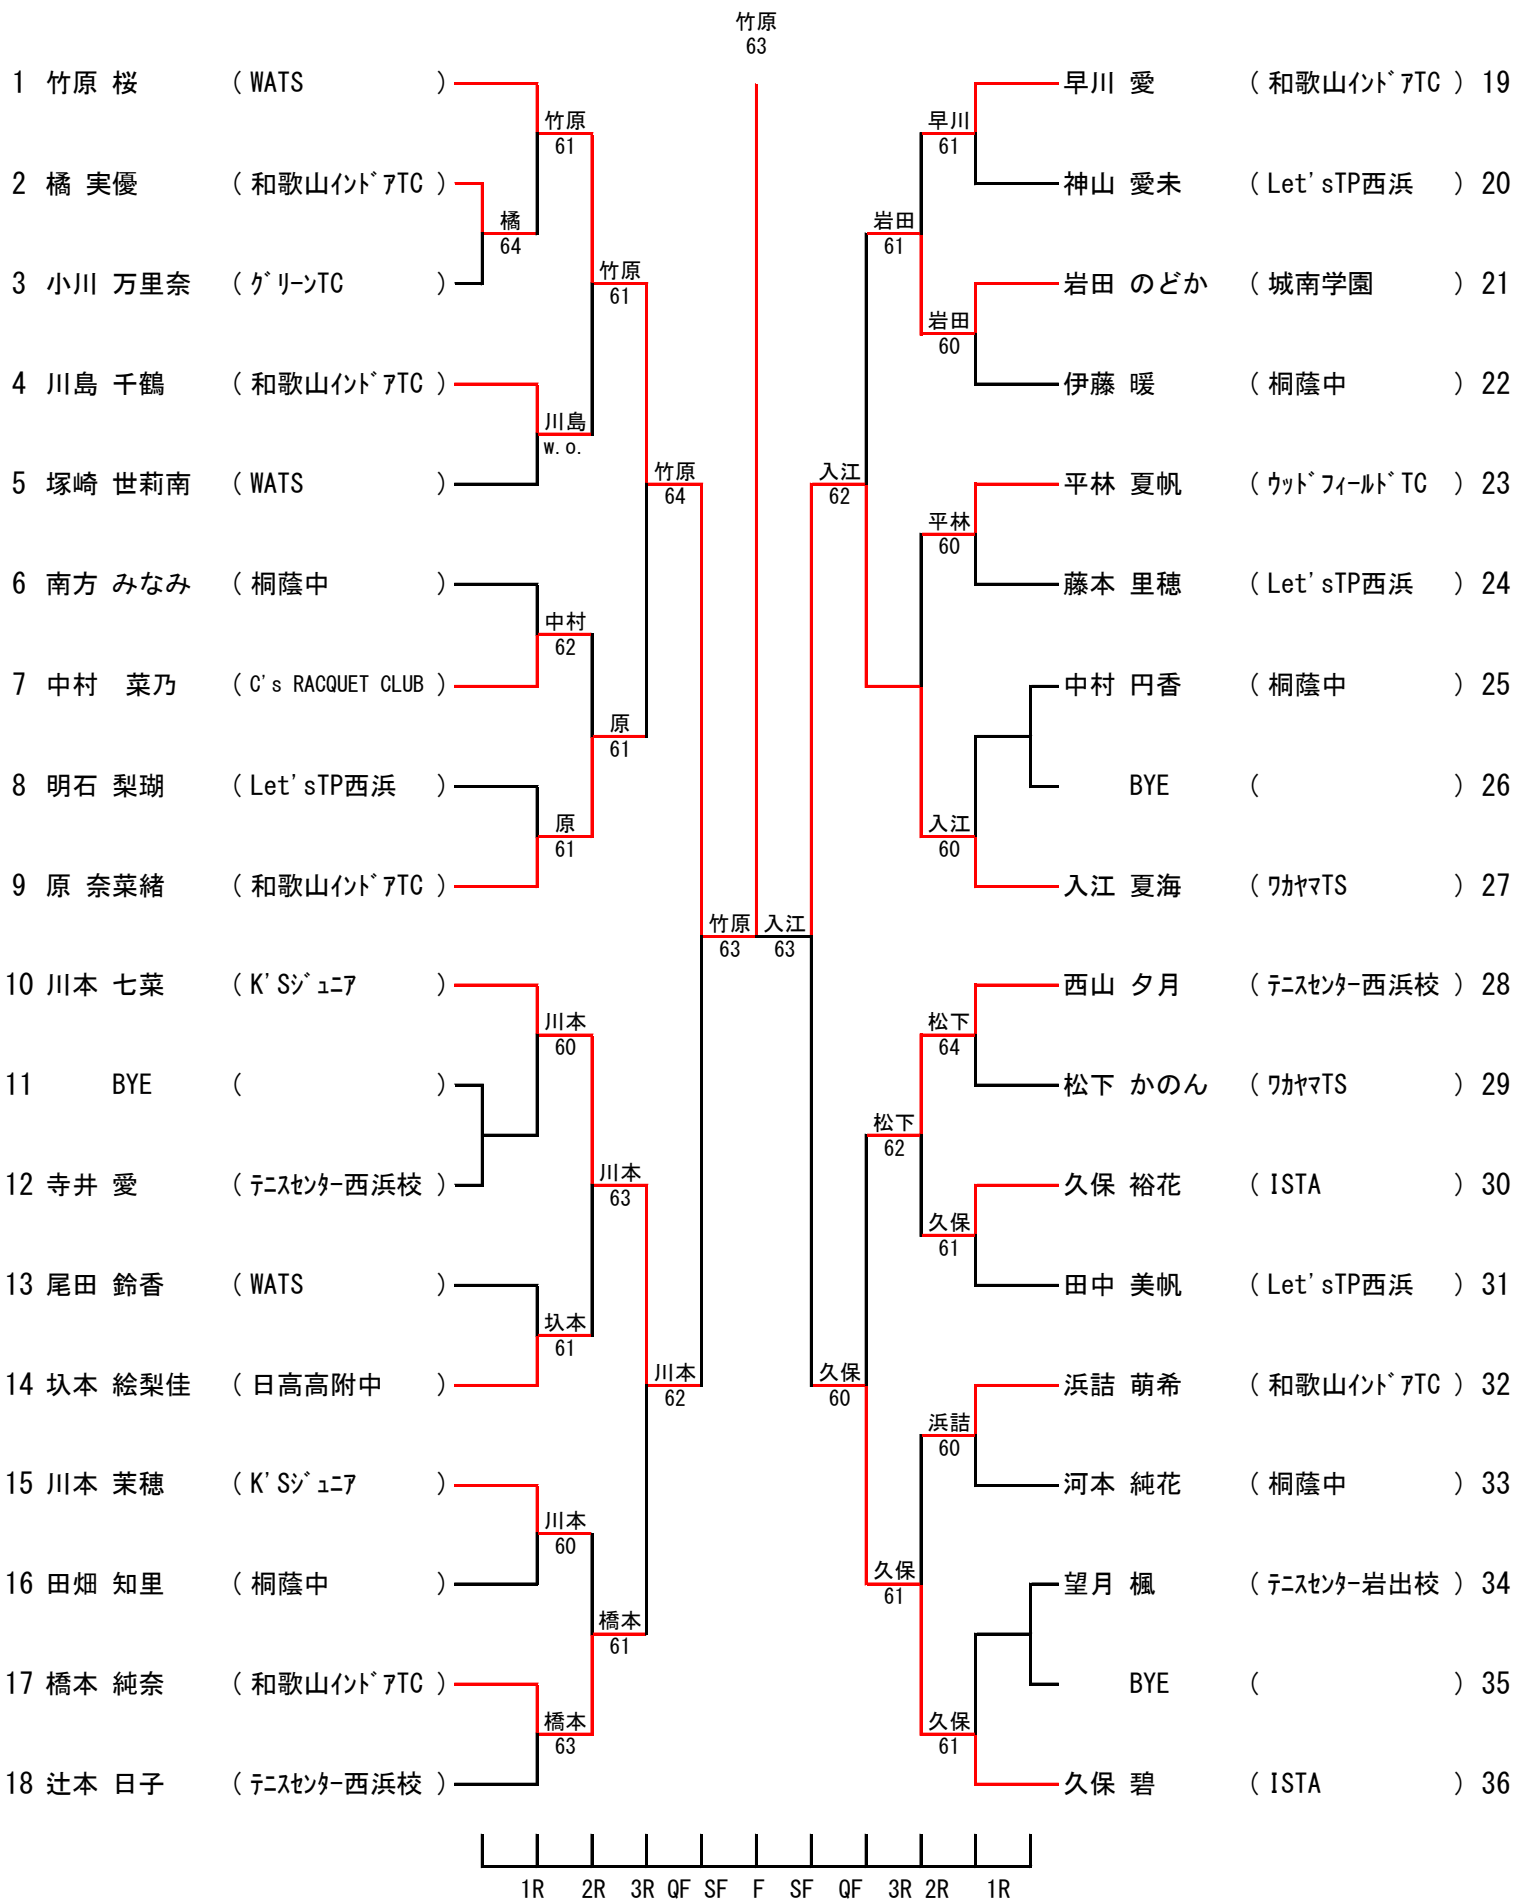 竹原
63
1 竹原 桜 ( WATS )
2 橘 実優 ( 和歌山インドアTC )
3 小川 万里奈 ( グリーンTC )
4 川島 千鶴 ( 和歌山インドアTC )
5 塚崎 世莉南 ( WATS )
6 南方 みなみ ( 桐蔭中 )
7 中村 菜乃 ( C's RACQUET CLUB )
8 明石 梨瑚 ( Let'sTP西浜 )
9 原 奈菜緒 ( 和歌山インドアTC )
10 川本 七菜 ( K'Sジュニア )
11 BYE ( )
12 寺井 愛 ( テニスセンター西浜校 )
13 尾田 鈴香 ( WATS )
14 圦本 絵梨佳 ( 日高高附中 )
15 川本 茉穂 ( K'Sジュニア )
16 田畑 知里 ( 桐蔭中 )
17 橋本 純奈 ( 和歌山インドアTC )
18 辻本 日子 ( テニスセンター西浜校 )
橘
64
竹原
61
川島
w.o.
中村
62
原
61
川本
60
圦本
61
川本
60
橋本
63
竹原
61
原
61
川本
63
橋本
61
竹原
64
川本
62
竹原
63
入江
63
入江
62
久保
60
岩田
61
松下
62
久保
61
早川
61
岩田
60
平林
60
入江
60
松下
64
久保
61
浜詰
60
久保
61
早川 愛 ( 和歌山インドアTC ) 19
神山 愛未 ( Let'sTP西浜 ) 20
岩田 のどか ( 城南学園 ) 21
伊藤 暖 ( 桐蔭中 ) 22
平林 夏帆 ( ウッドフィールドTC ) 23
藤本 里穂 ( Let'sTP西浜 ) 24
中村 円香 ( 桐蔭中 ) 25
BYE ( ) 26
入江 夏海 ( ワカヤマTS ) 27
西山 夕月 ( テニスセンター西浜校 ) 28
松下 かのん ( ワカヤマTS ) 29
久保 裕花 ( ISTA ) 30
田中 美帆 ( Let'sTP西浜 ) 31
浜詰 萌希 ( 和歌山インドアTC ) 32
河本 純花 ( 桐蔭中 ) 33
望月 楓 ( テニスセンター岩出校 ) 34
BYE ( ) 35
久保 碧 ( ISTA ) 36
1R 2R 3R QF SF F SF QF 3R 2R 1R